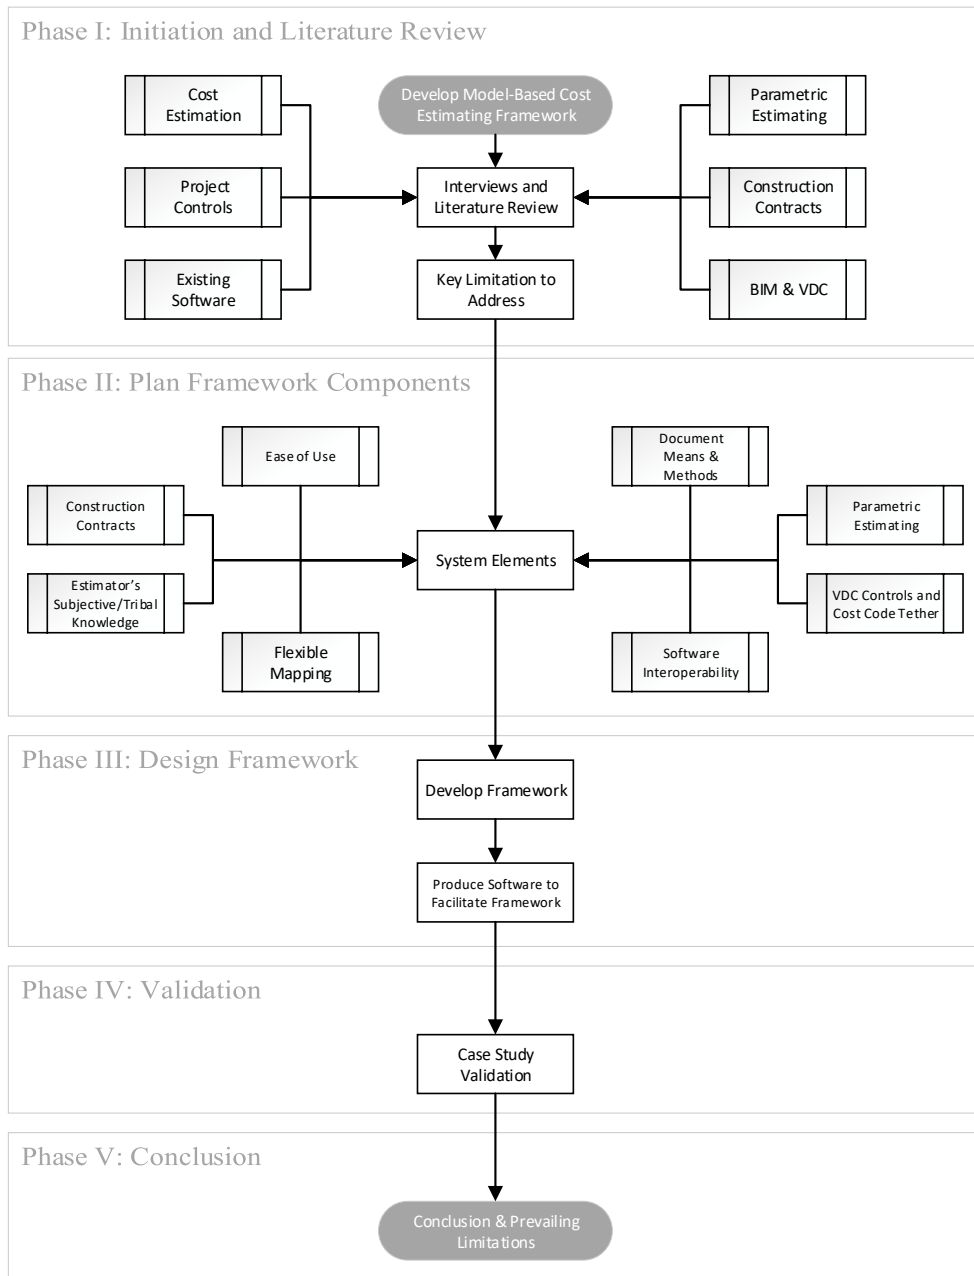 Phase I: Initiation and Literature Review
Cost
Estimation
Develop Model-Based Cost
Estimating Framework
Parametric
Estimating
Project
Controls
Interviews and
Literature Review
Construction
Contracts
Existing
Software
Key Limitation to
Address
BIM & VDC
Phase II: Plan Framework Components
Ease of Use
Document
Means &
Methods
Construction
Contracts
Parametric
Estimating
System Elements
Estimator's
Subjective/Tribal
Knowledge
VDC Controls and
Cost Code Tether
Flexible
Mapping
Software
Interoperability
Phase III: Design Framework
Develop Framework
Produce Software to
Facilitate Framework
Phase IV: Validation
Case Study
Validation
Phase V: Conclusion
Conclusion & Prevailing
Limitations